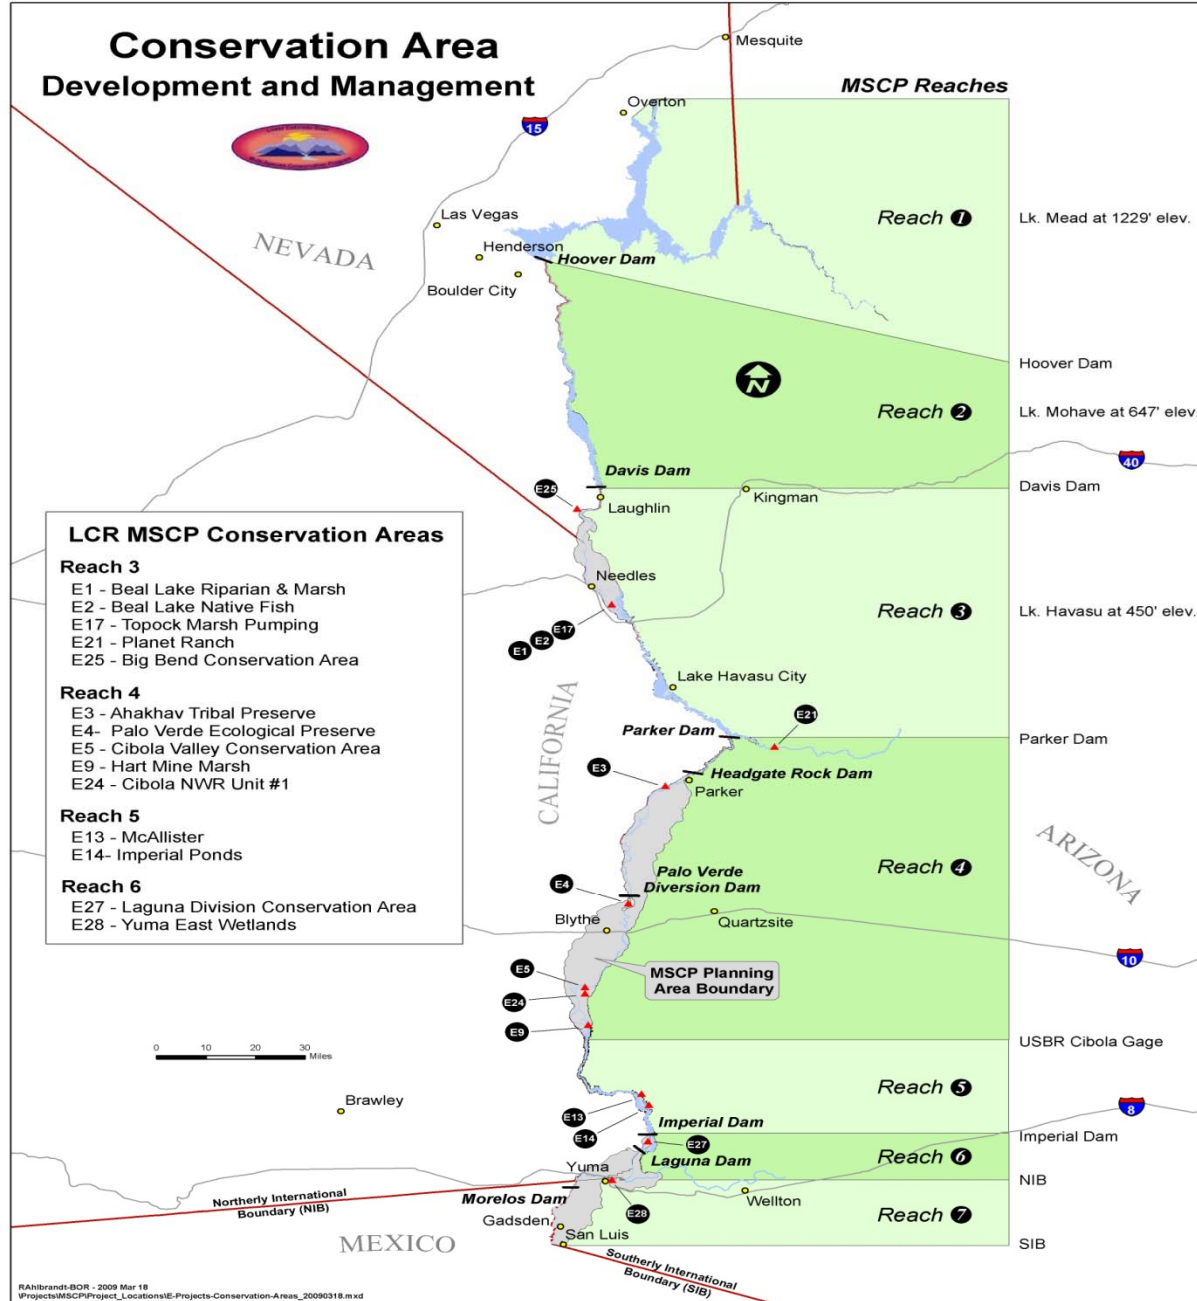 Conservation Area
Development and Management
MSCP Reaches
Mesquite
Overton
15
Las Vegas
NEVADA
Henderson
Hoover Dam
Boulder City
Reach 1
Lk. Mead at 1229' elev.
Hoover Dam
N
Reach 2
Lk. Mohave at 647' elev.
40
Davis Dam
Davis Dam
E25
Laughlin
Kingman
LCR MSCP Conservation Areas
Reach 3
E1 - Beal Lake Riparian & Marsh
E2 - Beal Lake Native Fish
E17 - Topock Marsh Pumping
E21 - Planet Ranch
E25 - Big Bend Conservation Area
Reach 4
E3 - Ahakhav Tribal Preserve
E4- Palo Verde Ecological Preserve
E5 - Cibola Valley Conservation Area
E9 - Hart Mine Marsh
E24 - Cibola NWR Unit #1
Reach 5
E13 - McAllister
E14- Imperial Ponds
Reach 6
E27 - Laguna Division Conservation Area
E28 - Yuma East Wetlands
Needles
E17
E2
E1
Reach 3
Lk. Havasu at 450' elev.
Lake Havasu City
CALIFORNIA
E21
Parker Dam
Parker Dam
E3
Headgate Rock Dam
Parker
ARIZONA
Reach 4
Palo Verde
Diversion Dam
E4
Blythe
Quartzsite
10
MSCP Planning
Area Boundary
E5
E24
E9
USBR Cibola Gage
0 10 20 30
Miles
Brawley
Reach 5
8
E13
E14
Imperial Dam
Imperial Dam
E27
Laguna Dam
Reach 6
Yuma
NIB
Morelos Dam
Wellton
E28
Northerly International
Boundary (NIB)
Gadsden
Reach 7
San Luis
SIB
MEXICO
Southerly International
Boundary (SIB)
RAhlbrandt-BOR - 2009 Mar 18
\Projects\MSCP\Project_Locations\E-Projects-Conservation-Areas_20090318.mxd